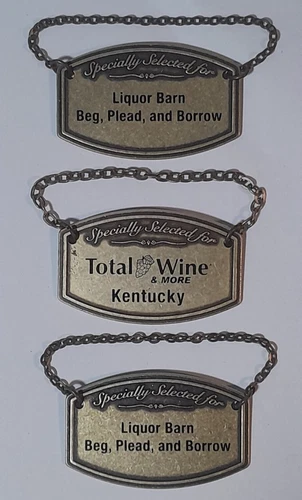 Specially Selected for
Liquor Barn
Beg, Plead, and Borrow
Specially Selected for
Total Wine
& MORE
Kentucky
Specially Selected for
Liquor Barn
Beg, Plead, and Borrow